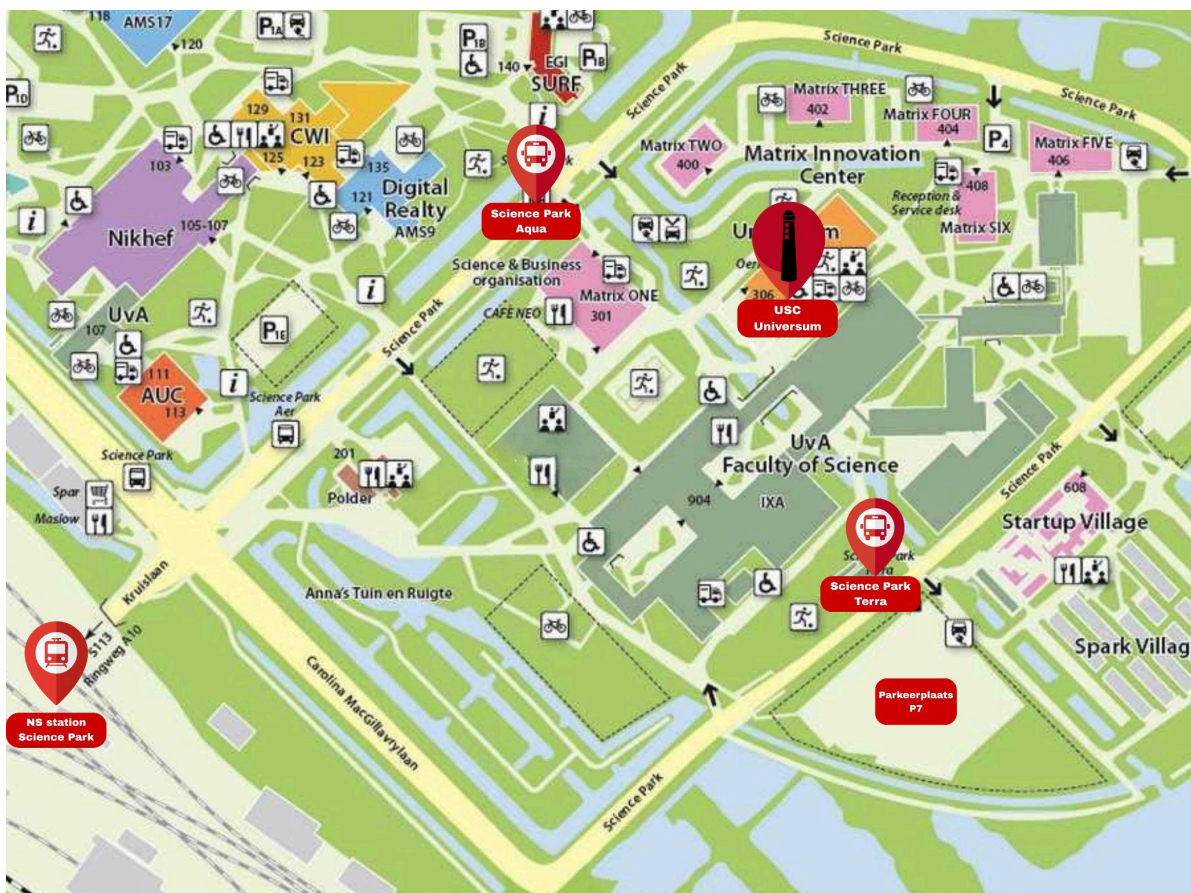 118
AMS17
120
P1A
P1B
P1B
140
EGI
SURF
P1D
129
131
CWI
125
123
103
135
121
Digital
Realty
AMS9
105-107
Nikhef
UvA
107
111
AUC
113
P1E
Science Park
Aer
Science Park
Spar
Maslow
201
Polder
Kruislaan
S113
Ringweg A10
NS station
Science Park
Anna's Tuin en Ruigte
Carolina MacGillavrylaan
Science Park
Science Park
Science Park
Aqua
Science Park
Science & Business
organisation
CAFÉ NEO
Matrix ONE
301
Science Park
Science Park
Matrix THREE
402
Matrix FOUR
404
P4
Matrix FIVE
406
Matrix TWO
400
Matrix Innovation
Center
408
Reception &
Service desk
Matrix SIX
306
USC
Universum
UvA
Faculty of Science
904
IXA
Science Park
Terra
Science Park
608
Startup Village
Spark Villag
Parkeerplaats
P7